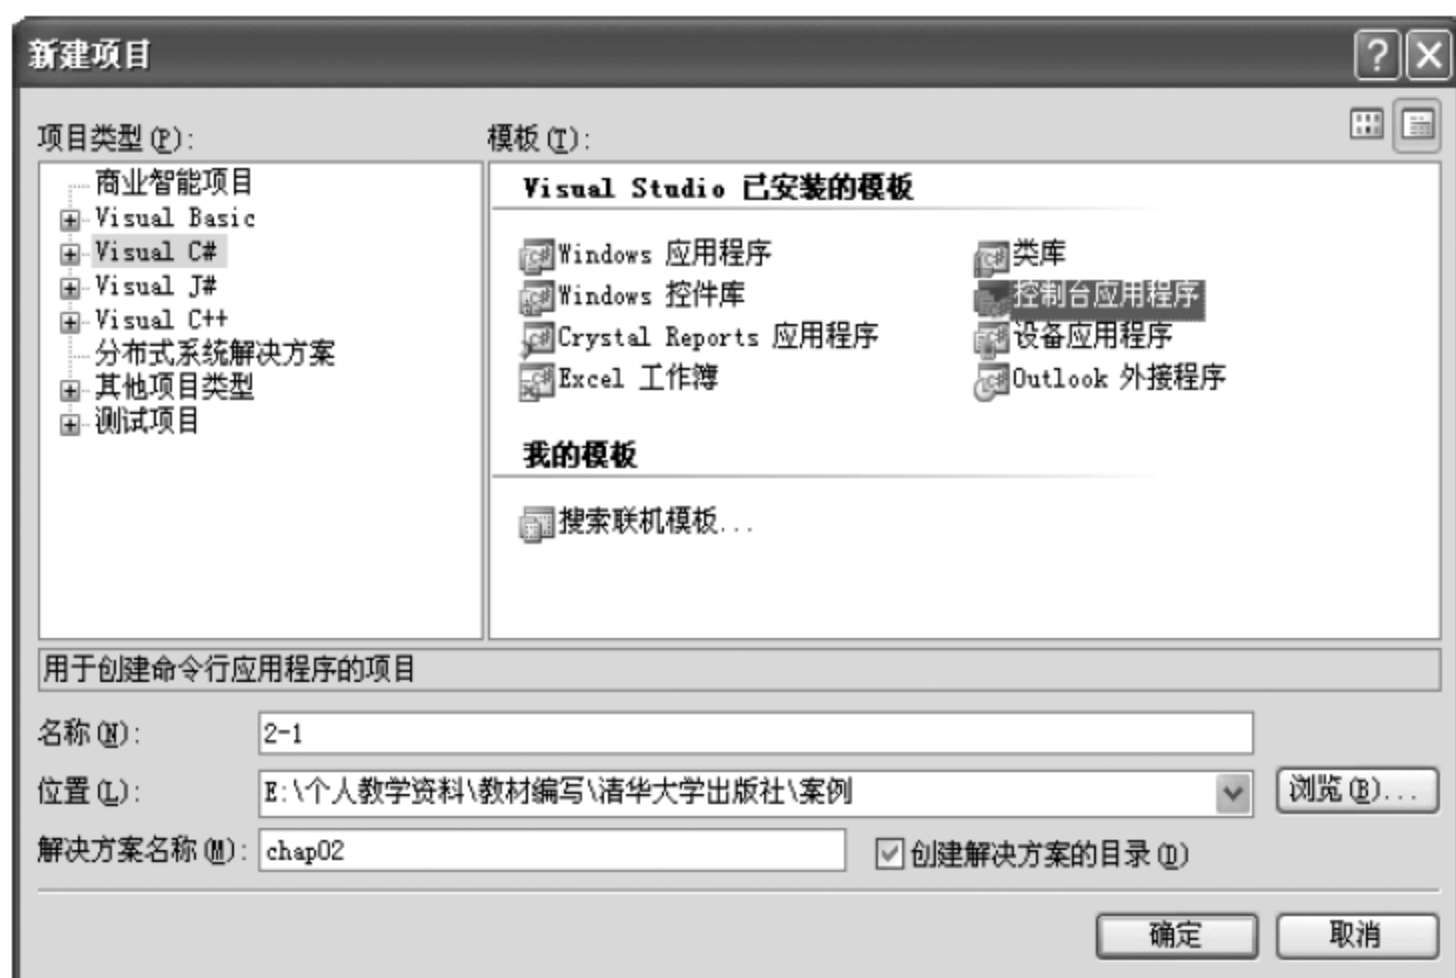 新建项目
项目类型(P):
模板(T):
商业智能项目
Visual Basic
Visual C#
Visual J#
Visual C++
分布式系统解决方案
其他项目类型
测试项目
Visual Studio 已安装的模板
Windows 应用程序
类库
Windows 控件库
控制台应用程序
Crystal Reports 应用程序
设备应用程序
Excel 工作簿
Outlook 外接程序
我的模板
搜索联机模板...
用于创建命令行应用程序的项目
名称(N):
2-1
位置(L):
E:\个人教学资料\教材编写\清华大学出版社\案例
浏览(B)...
解决方案名称(M):
chap02
创建解决方案的目录(D)
确定
取消